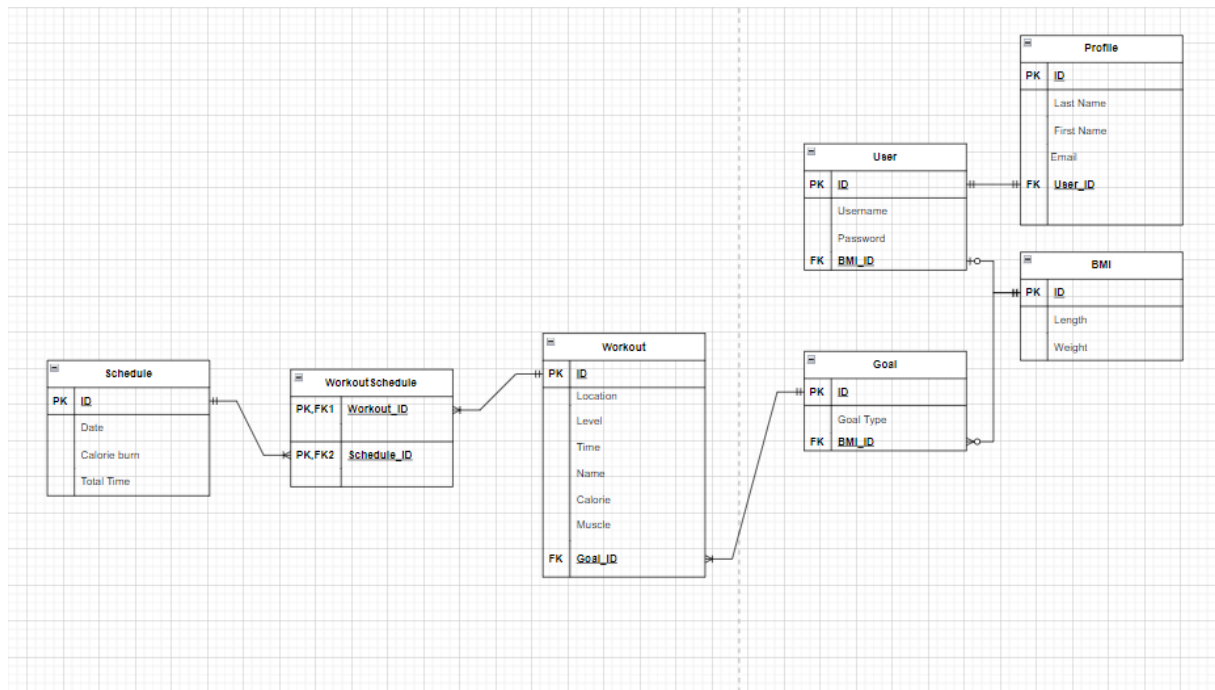 Profile
PK ID
Last Name
First Name
Email
FK User_ID
User
PK ID
Username
Password
FK BMI_ID
BMI
PK ID
Length
Weight
Goal
PK ID
Goal Type
FK BMI_ID
Workout
PK ID
Location
Level
Time
Name
Calorie
Muscle
FK Goal_ID
WorkoutSchedule
PK,FK1 Workout_ID
PK,FK2 Schedule_ID
Schedule
PK ID
Date
Calorie burn
Total Time